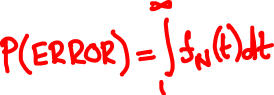 P(ERROR) = ∫₁^∞ f_N(t)dt